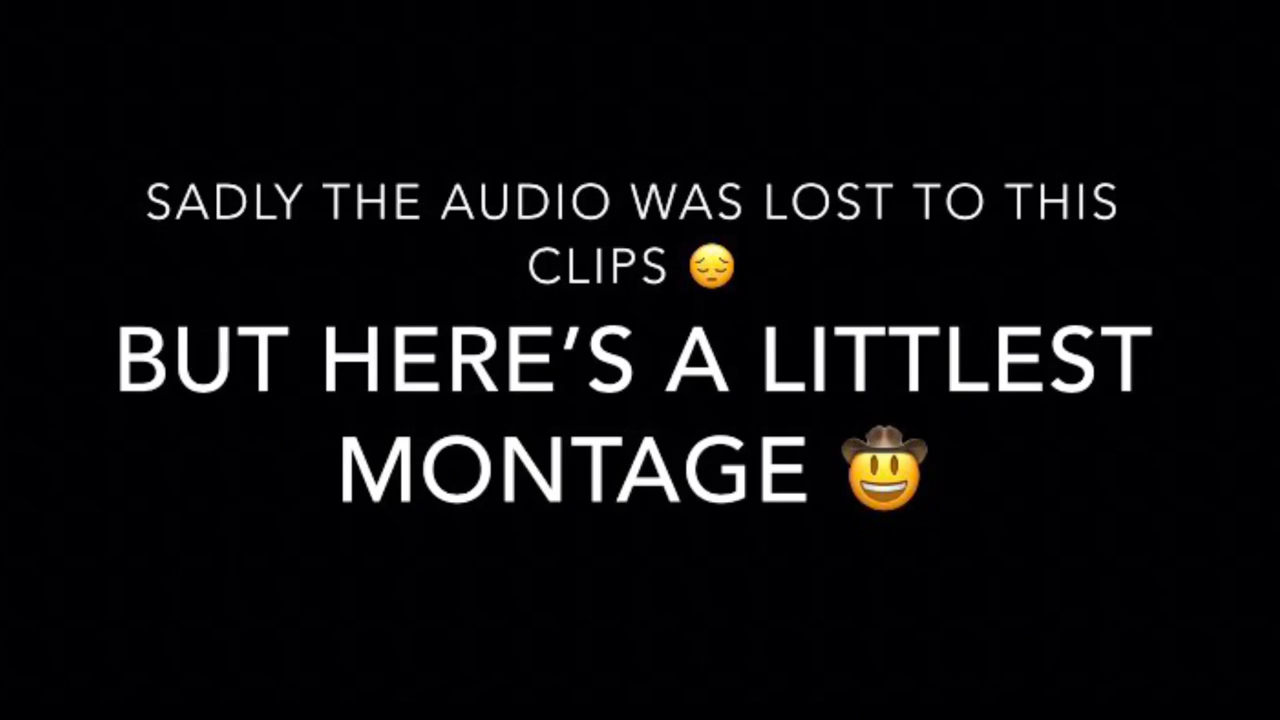 SADLY THE AUDIO WAS LOST TO THIS
CLIPS 😔
BUT HERE’S A LITTLEST
MONTAGE 🤠